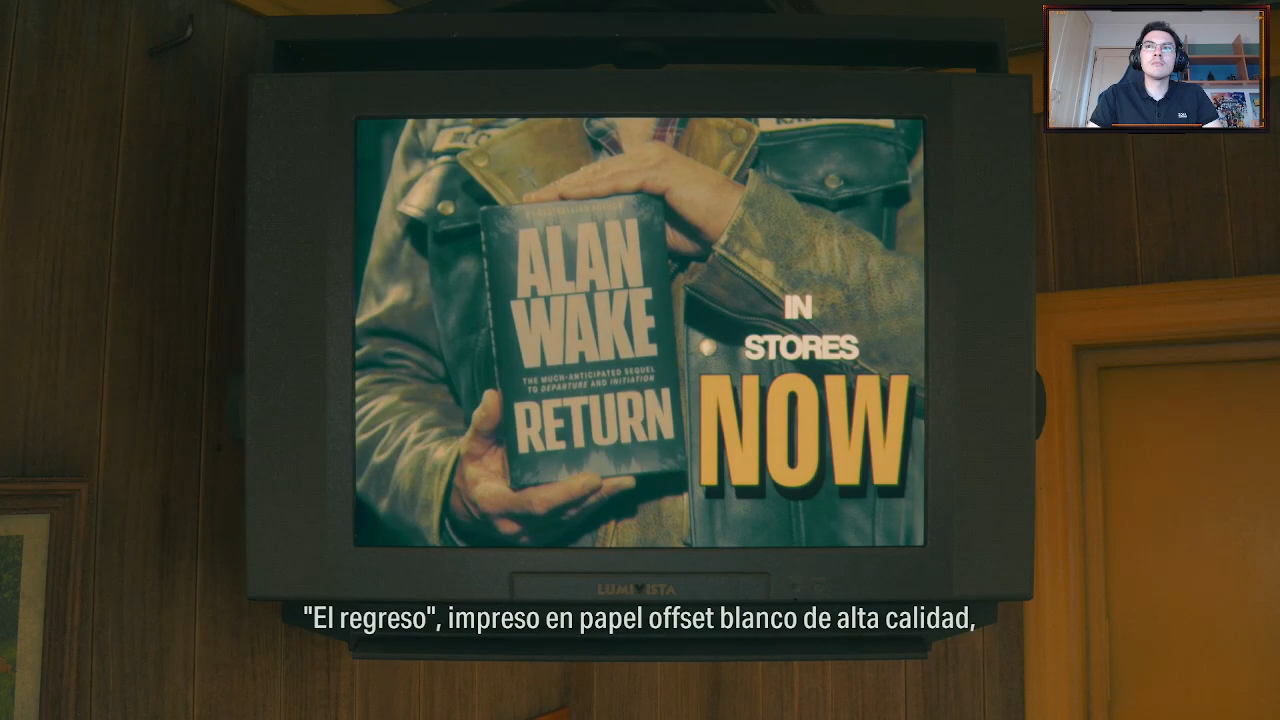 ALAN
WAKE
THE MUCH-ANTICIPATED SEQUEL
TO DEPARTURE AND INITIATION
RETURN
IN
STORES
NOW
LUMIVISTA
"El regreso", impreso en papel offset blanco de alta calidad,